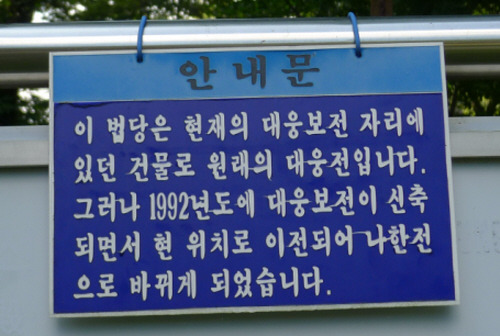 안내문
이 법당은 현재의 대웅보전 자리에
있던 건물로 원래의 대웅전입니다.
그러나 1992년도에 대웅보전이 신축
되면서 현 위치로 이전되어 나한전
으로 바뀌게 되었습니다.